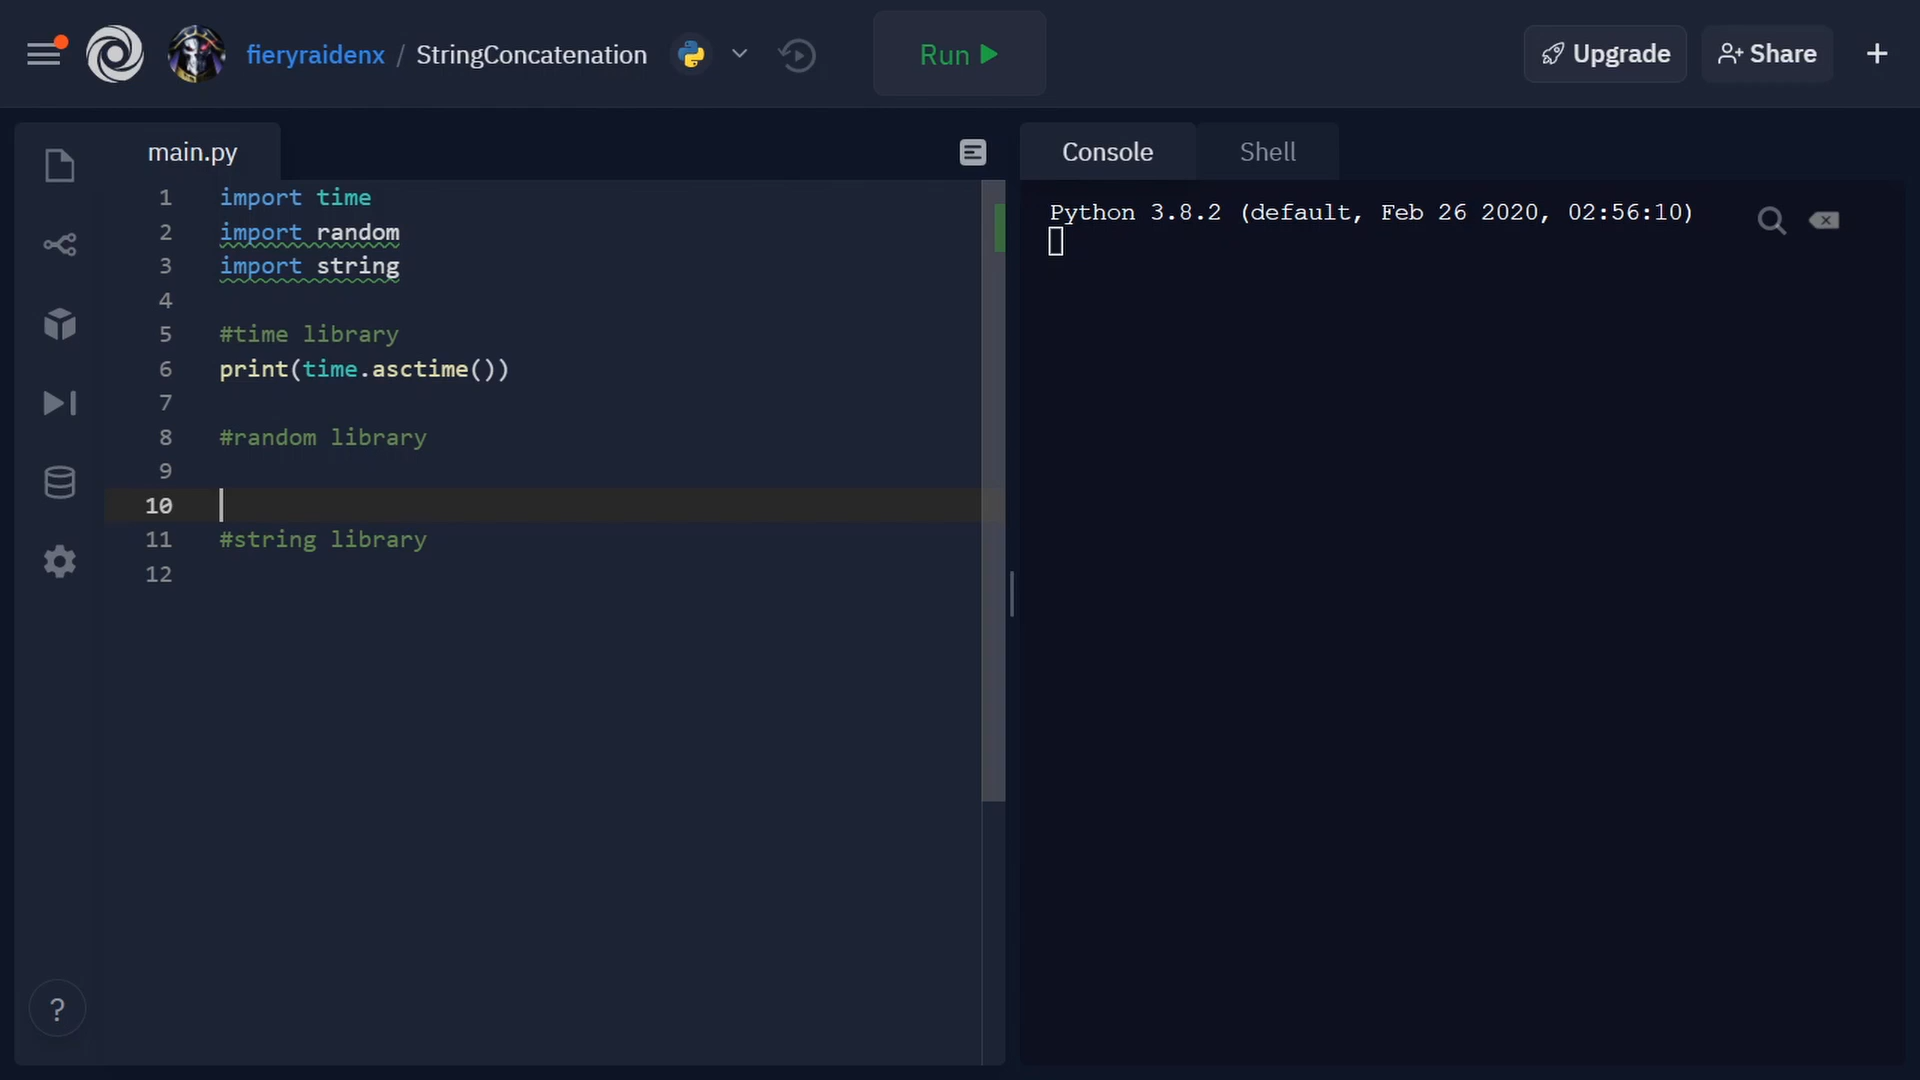 fieryraidenx / StringConcatenation
Run
Upgrade
Share
main.py
Console
Shell
1 import time
2 import random
3 import string
4
5 #time library
6 print(time.asctime())
7
8 #random library
9
10
11 #string library
12
Python 3.8.2 (default, Feb 26 2020, 02:56:10)
?